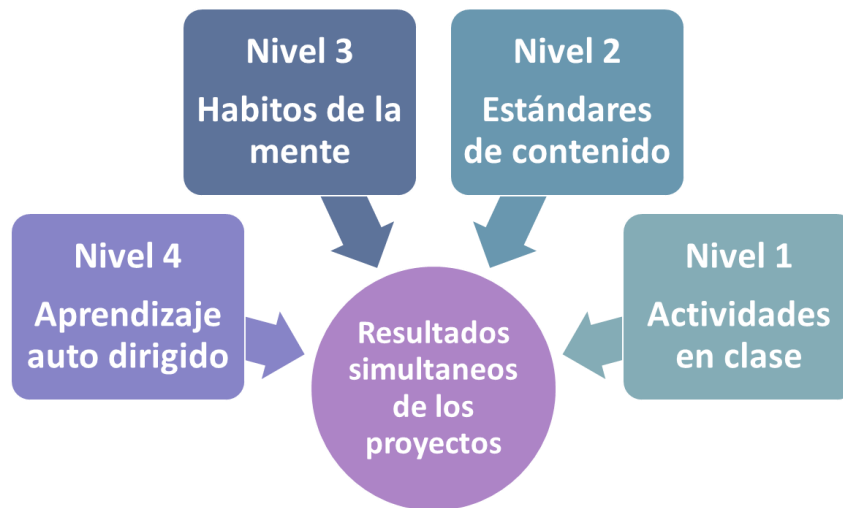 Nivel 3
Habitos de la
mente
Nivel 2
Estándares
de contenido
Nivel 4
Aprendizaje
auto dirigido
Nivel 1
Actividades
en clase
Resultados
simultaneos
de los
proyectos